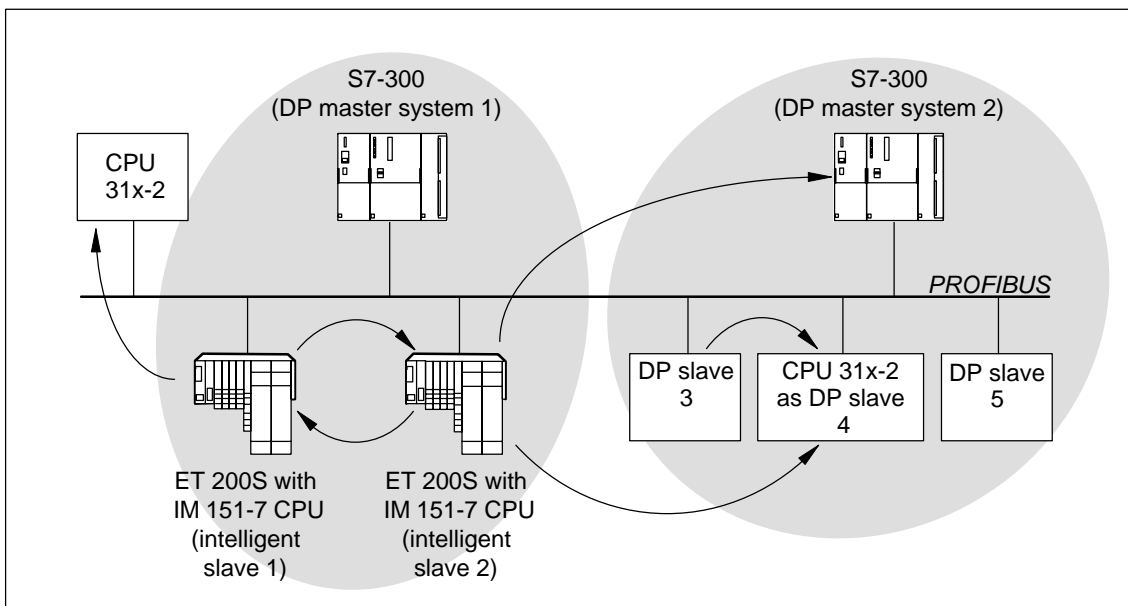 S7-300
(DP master system 1)
S7-300
(DP master system 2)
CPU
31x-2
PROFIBUS
DP slave
3
CPU 31x-2
as DP slave
4
DP slave
5
ET 200S with
IM 151-7 CPU
(intelligent
slave 1)
ET 200S with
IM 151-7 CPU
(intelligent
slave 2)